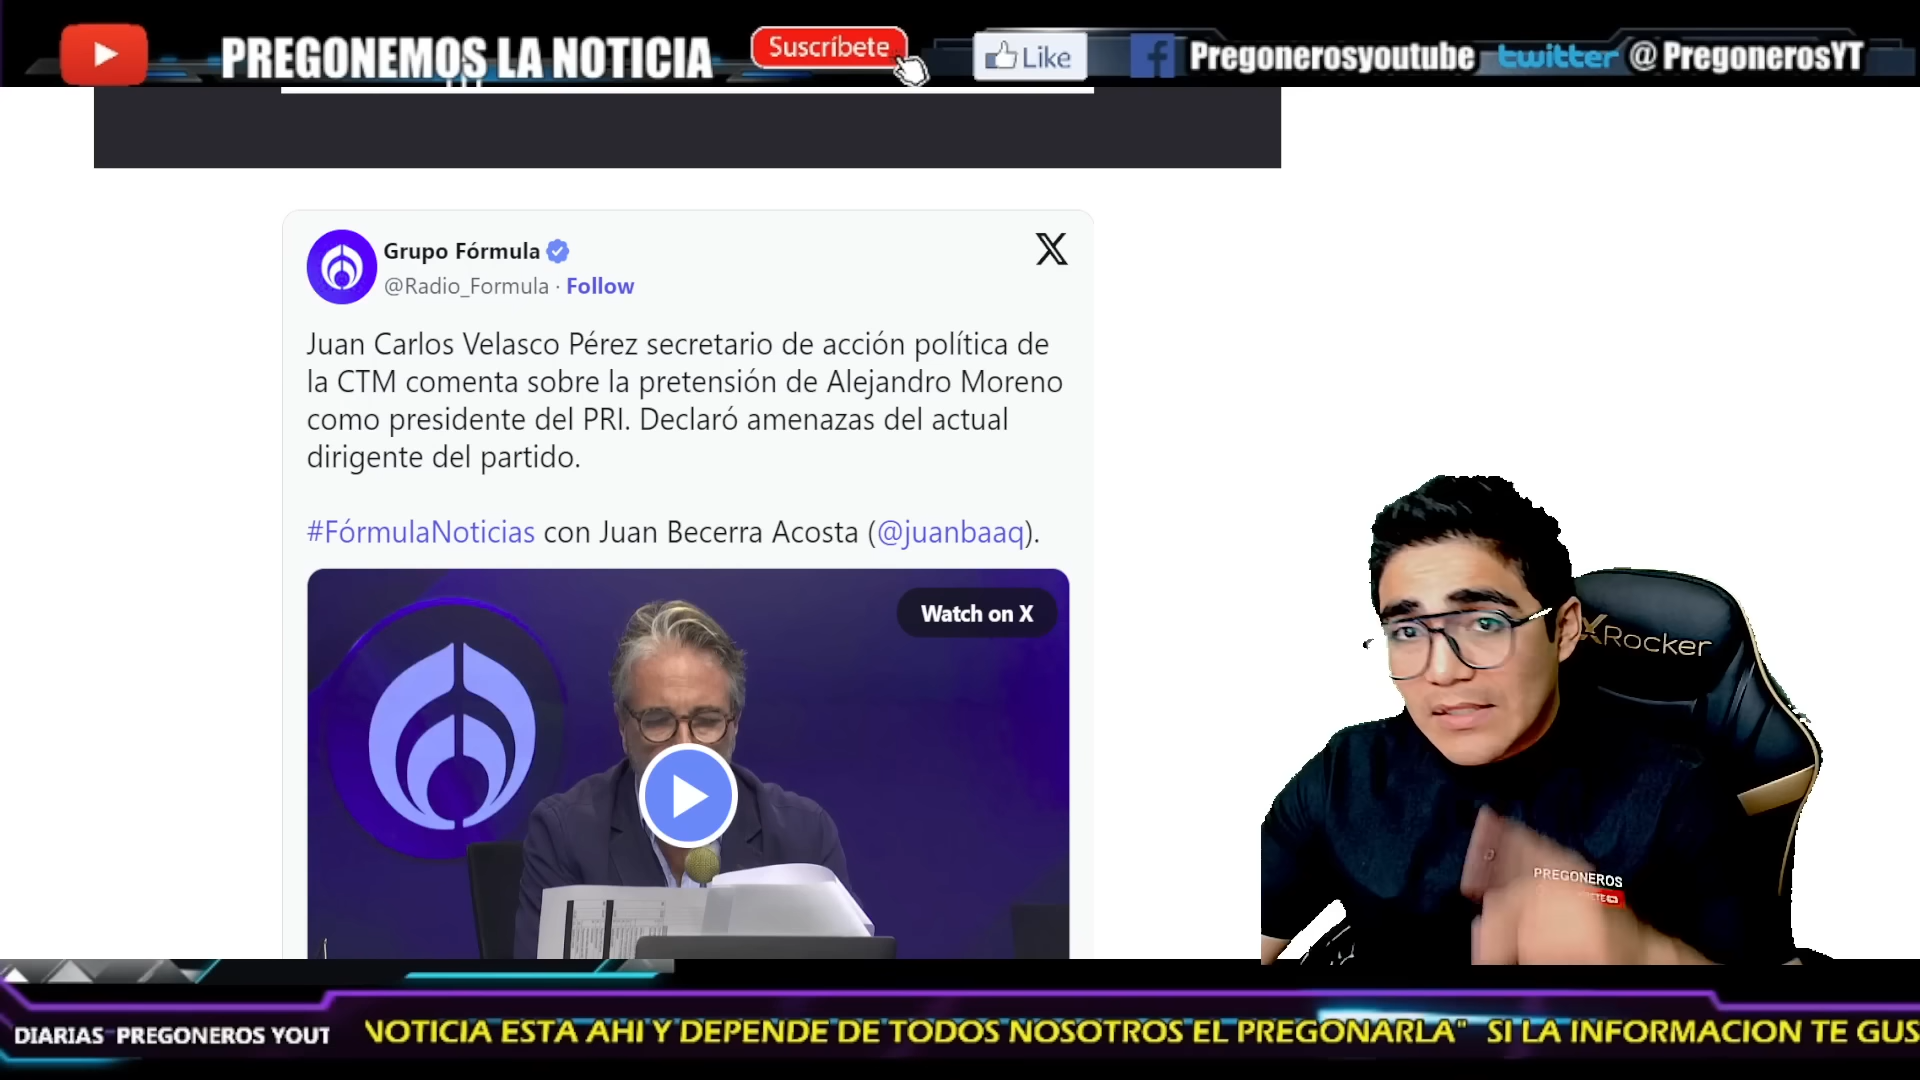 PREGONEMOS LA NOTICIA
Suscríbete
Like
Pregonerosyoutube
twitter @PregonerosYT
Grupo Fórmula
@Radio_Formula · Follow
Juan Carlos Velasco Pérez secretario de acción política de
la CTM comenta sobre la pretensión de Alejandro Moreno
como presidente del PRI. Declaró amenazas del actual
dirigente del partido.
#FórmulaNoticias con Juan Becerra Acosta (@juanbaaq).
Watch on X
XRocker
PREGONEROS
DIARIAS PREGONEROS YOUT
NOTICIA ESTA AHI Y DEPENDE DE TODOS NOSOTROS EL PREGONARLA" SI LA INFORMACION TE GUS